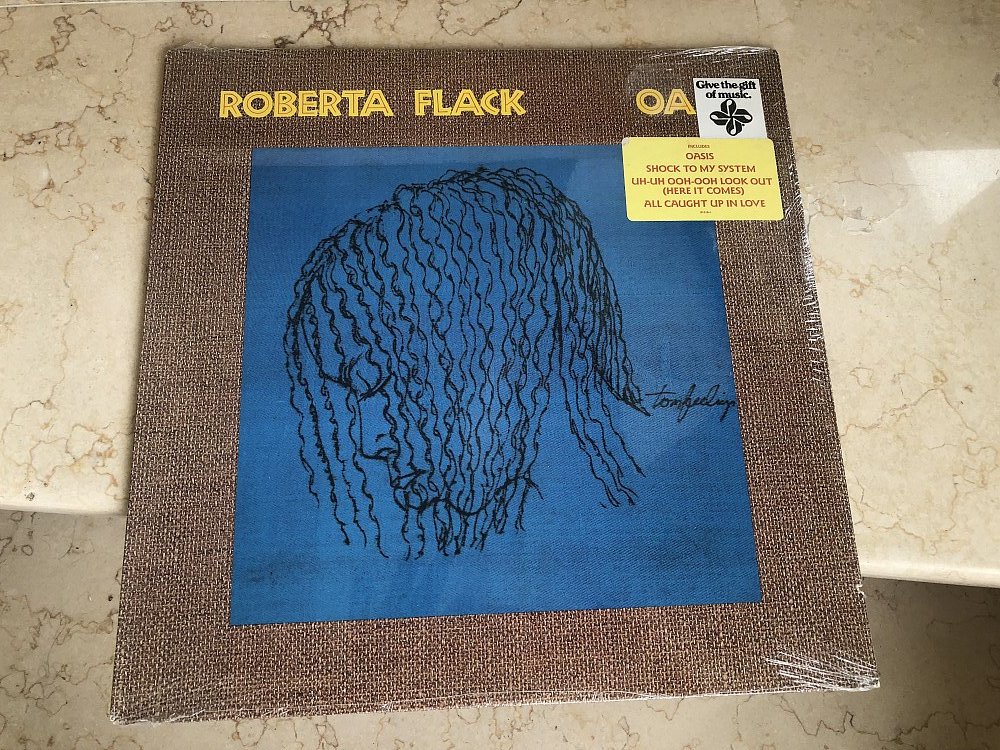 ROBERTA FLACK OA
Give the gift
of music.
INCLUDES
OASIS
SHOCK TO MY SYSTEM
UH-UH OOH-OOH LOOK OUT
(HERE IT COMES)
ALL CAUGHT UP IN LOVE
tomfeelings